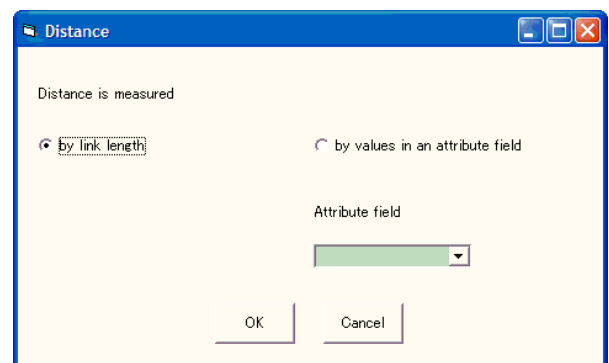 Distance
Distance is measured
by link length
by values in an attribute field
Attribute field
OK
Cancel